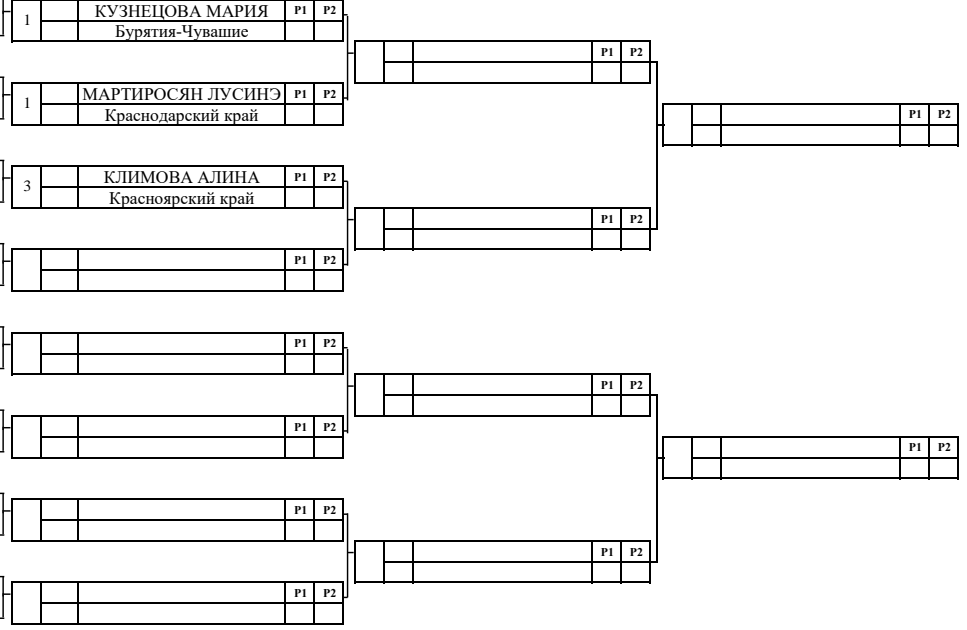 1 КУЗНЕЦОВА МАРИЯ P1 P2
Бурятия-Чувашие
P1 P2
1 МАРТИРОСЯН ЛУСИНЭ P1 P2
Краснодарский край
P1 P2
3 КЛИМОВА АЛИНА P1 P2
Красноярский край
P1 P2
P1 P2
P1 P2
P1 P2
P1 P2
P1 P2
P1 P2
P1 P2
P1 P2
P1 P2